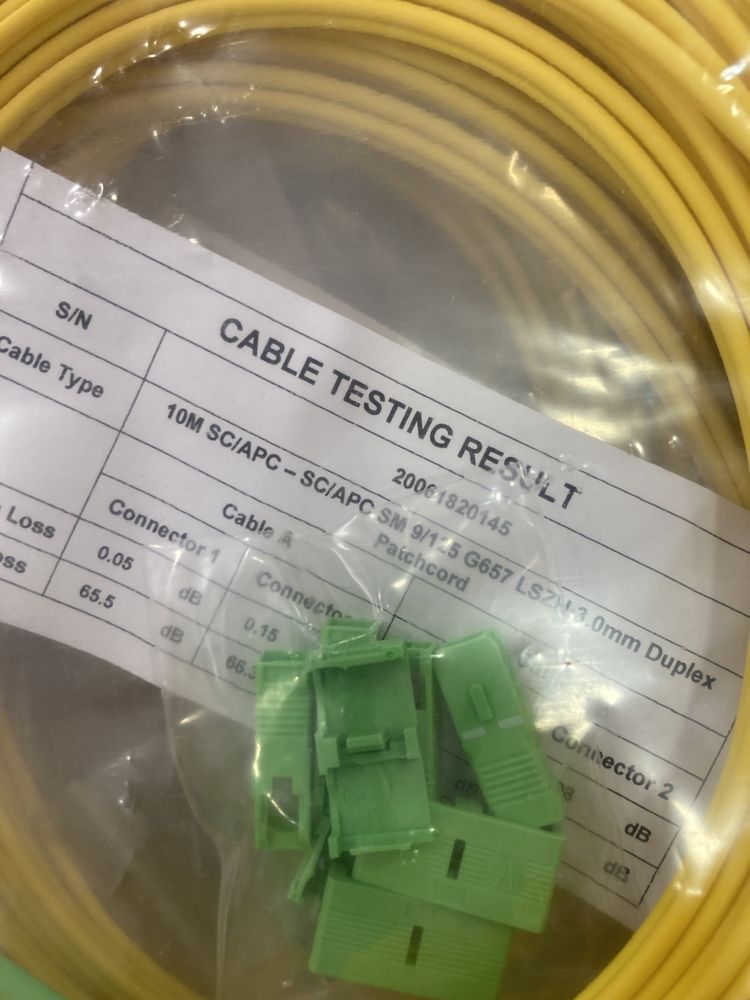 CABLE TESTING RESULT
S/N
20061820145
Cable Type
10M SC/APC – SC/APC SM 9/125 G657 LSZH 3.0mm Duplex
Patchcord
Cable A
Connector 1
Connector 2
Loss
0.05 dB
0.15
dB
65.5 dB
66.
dB
A